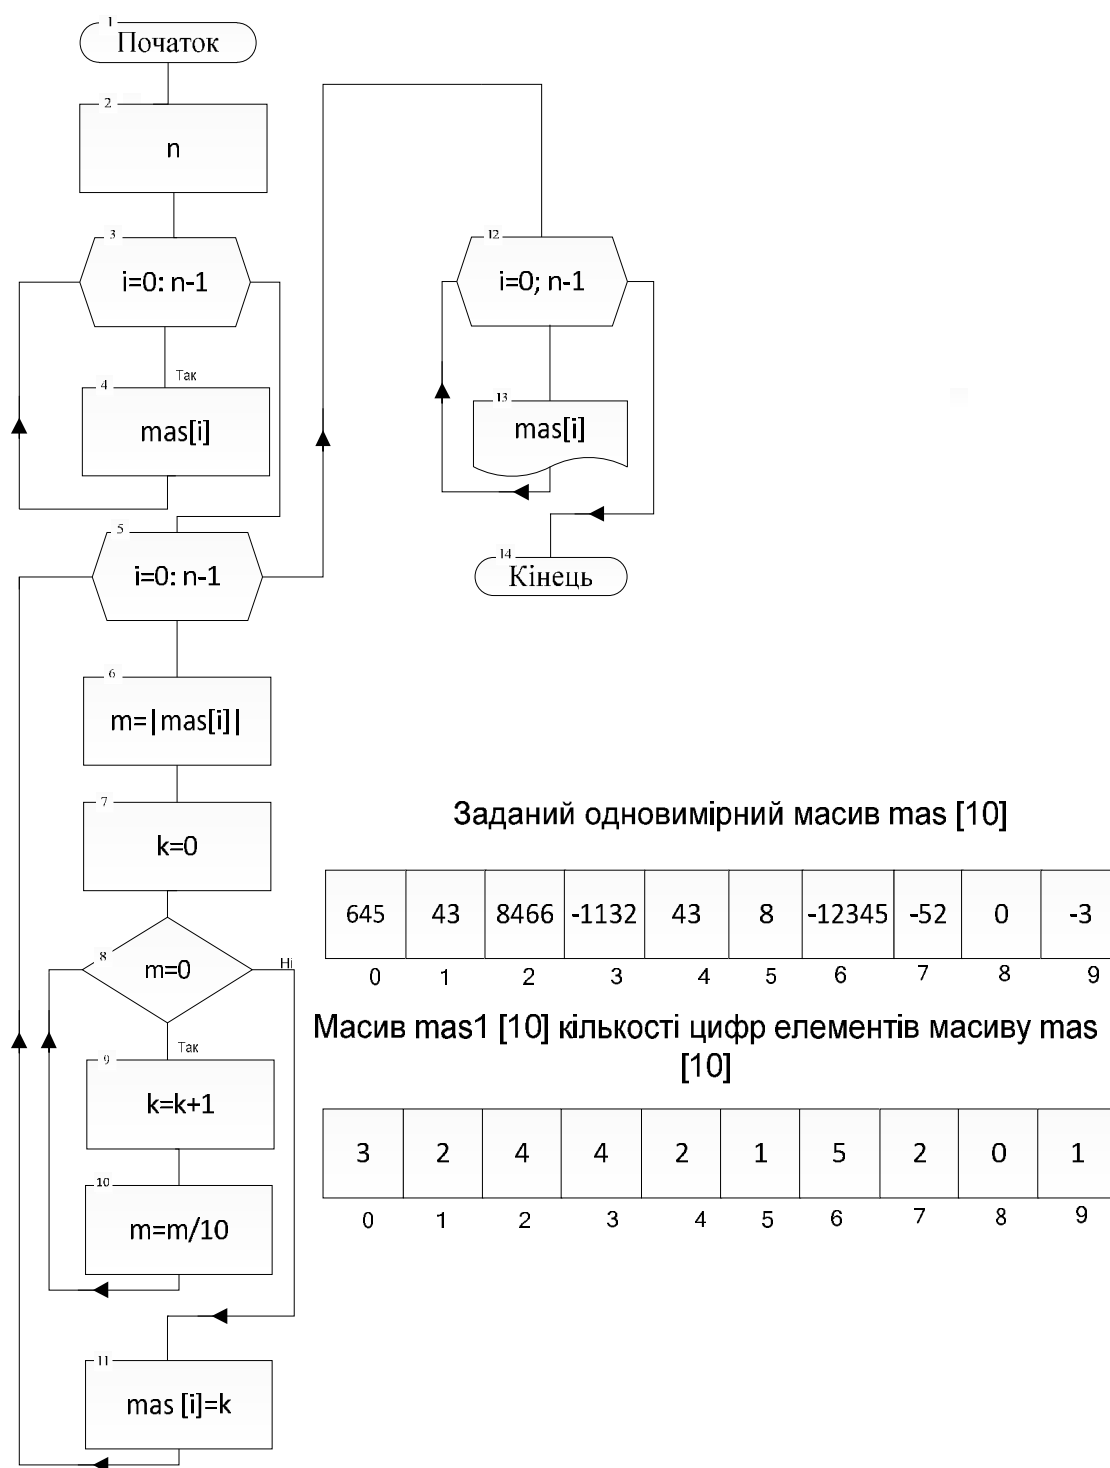 1
Початок
2
n
3
i=0: n-1
Так
4
mas[i]
5
i=0: n-1
6
m=|mas[i]|
7
k=0
8
m=0
Ні
Так
9
k=k+1
10
m=m/10
11
mas [i]=k
12
i=0; n-1
13
mas[i]
14
Кінець
Заданий одновимірний масив mas [10]
645 43 8466 -1132 43 8 -12345 -52 0 -3
0 1 2 3 4 5 6 7 8 9
Масив mas1 [10] кількості цифр елементів масиву mas
[10]
3 2 4 4 2 1 5 2 0 1
0 1 2 3 4 5 6 7 8 9